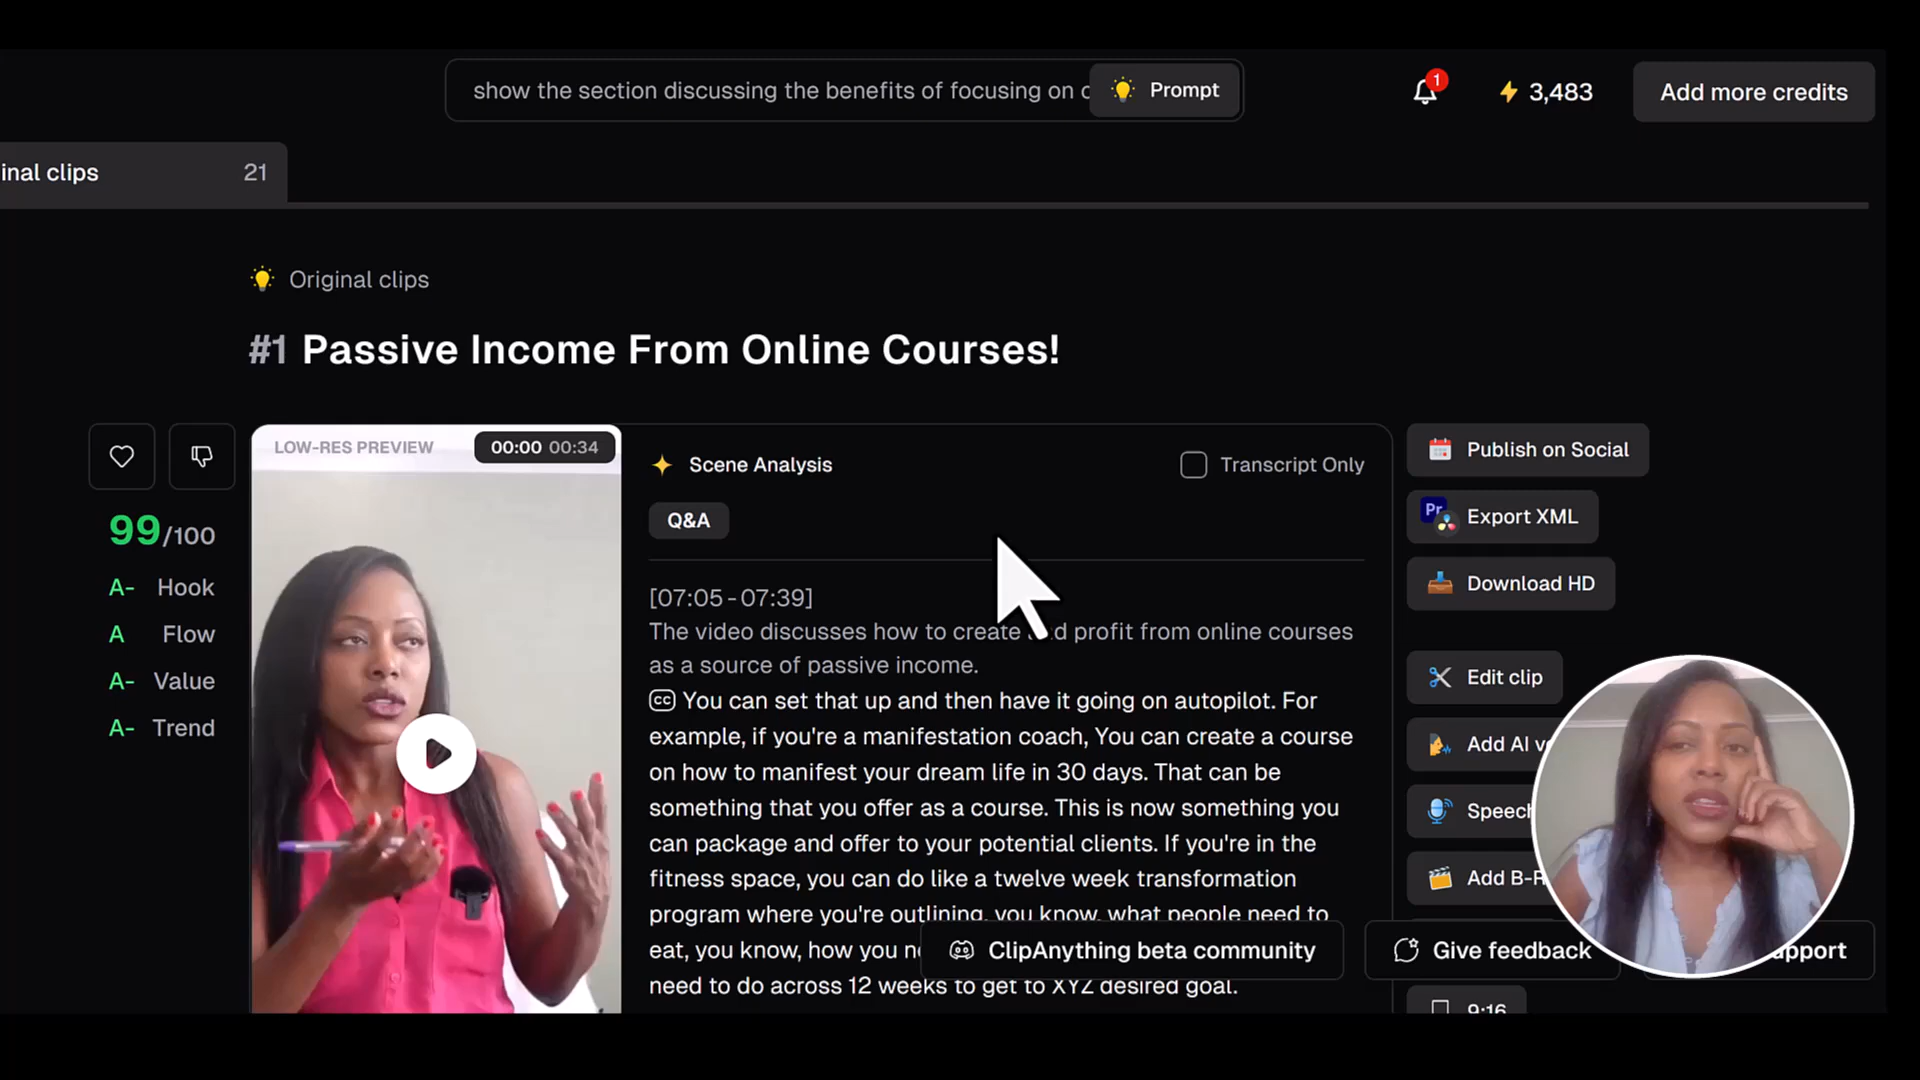 show the section discussing the benefits of focusing on
Prompt
1
3,483
Add more credits
inal clips
21
Original clips
#1 Passive Income From Online Courses!
LOW-RES PREVIEW
00:00 00:34
99/100
A- Hook
A Flow
A- Value
A- Trend
Scene Analysis
Transcript Only
Q&A
[07:05 - 07:39]
The video discusses how to create d profit from online courses
as a source of passive income.
CC You can set that up and then have it going on autopilot. For
example, if you're a manifestation coach, You can create a course
on how to manifest your dream life in 30 days. That can be
something that you offer as a course. This is now something you
can package and offer to your potential clients. If you're in the
fitness space, you can do like a twelve week transformation
program where you're outlining, you know, what people need to
eat, you know, how you
need to do across 12 weeks to get to XYZ desired goal.
Publish on Social
Pr
Export XML
Download HD
Edit clip
Add AI
Speech
Add B-R
9:16
ClipAnything beta community
Give feedback
pport